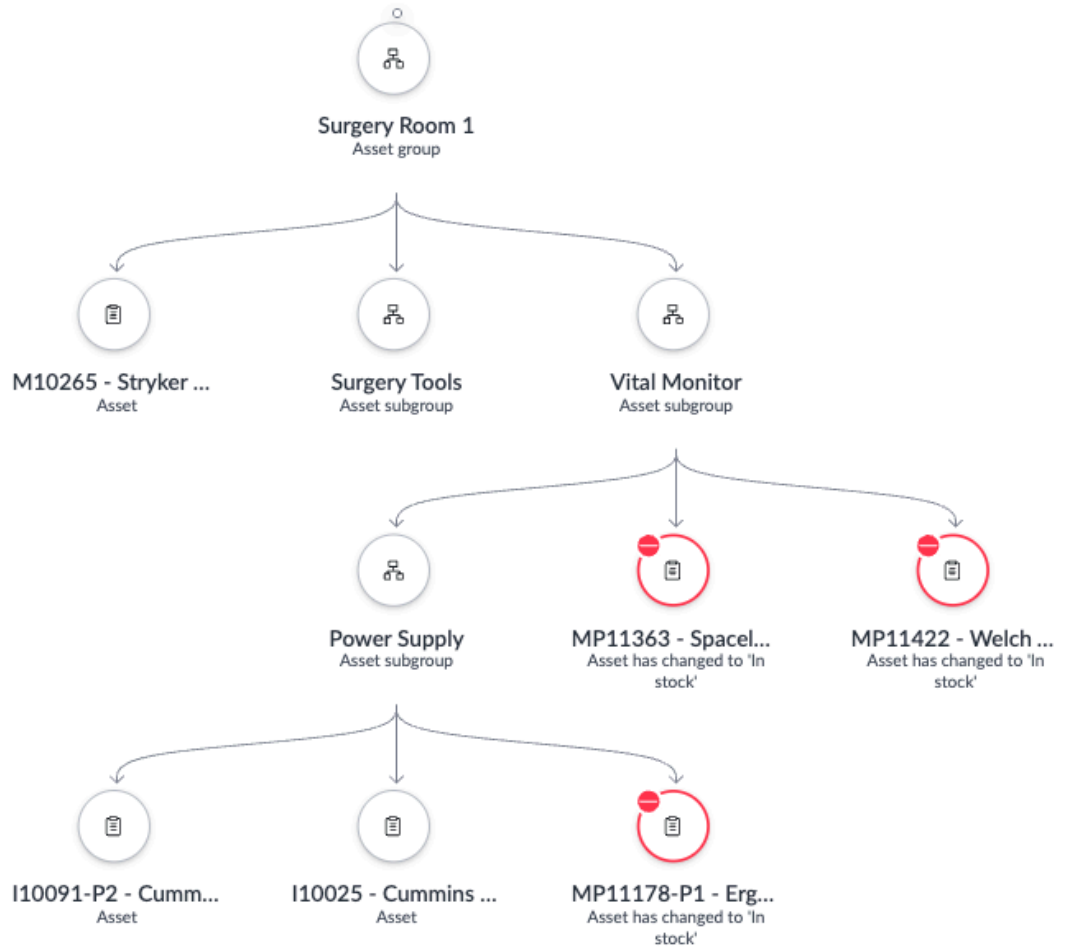 Surgery Room 1
Asset group
M10265 - Stryker ...
Asset
Surgery Tools
Asset subgroup
Vital Monitor
Asset subgroup
Power Supply
Asset subgroup
MP11363 - Spacel...
Asset has changed to 'In
stock'
MP11422 - Welch ...
Asset has changed to 'In
stock'
I10091-P2 - Cumm...
Asset
I10025 - Cummins ...
Asset
MP11178-P1 - Erg...
Asset has changed to 'In
stock'